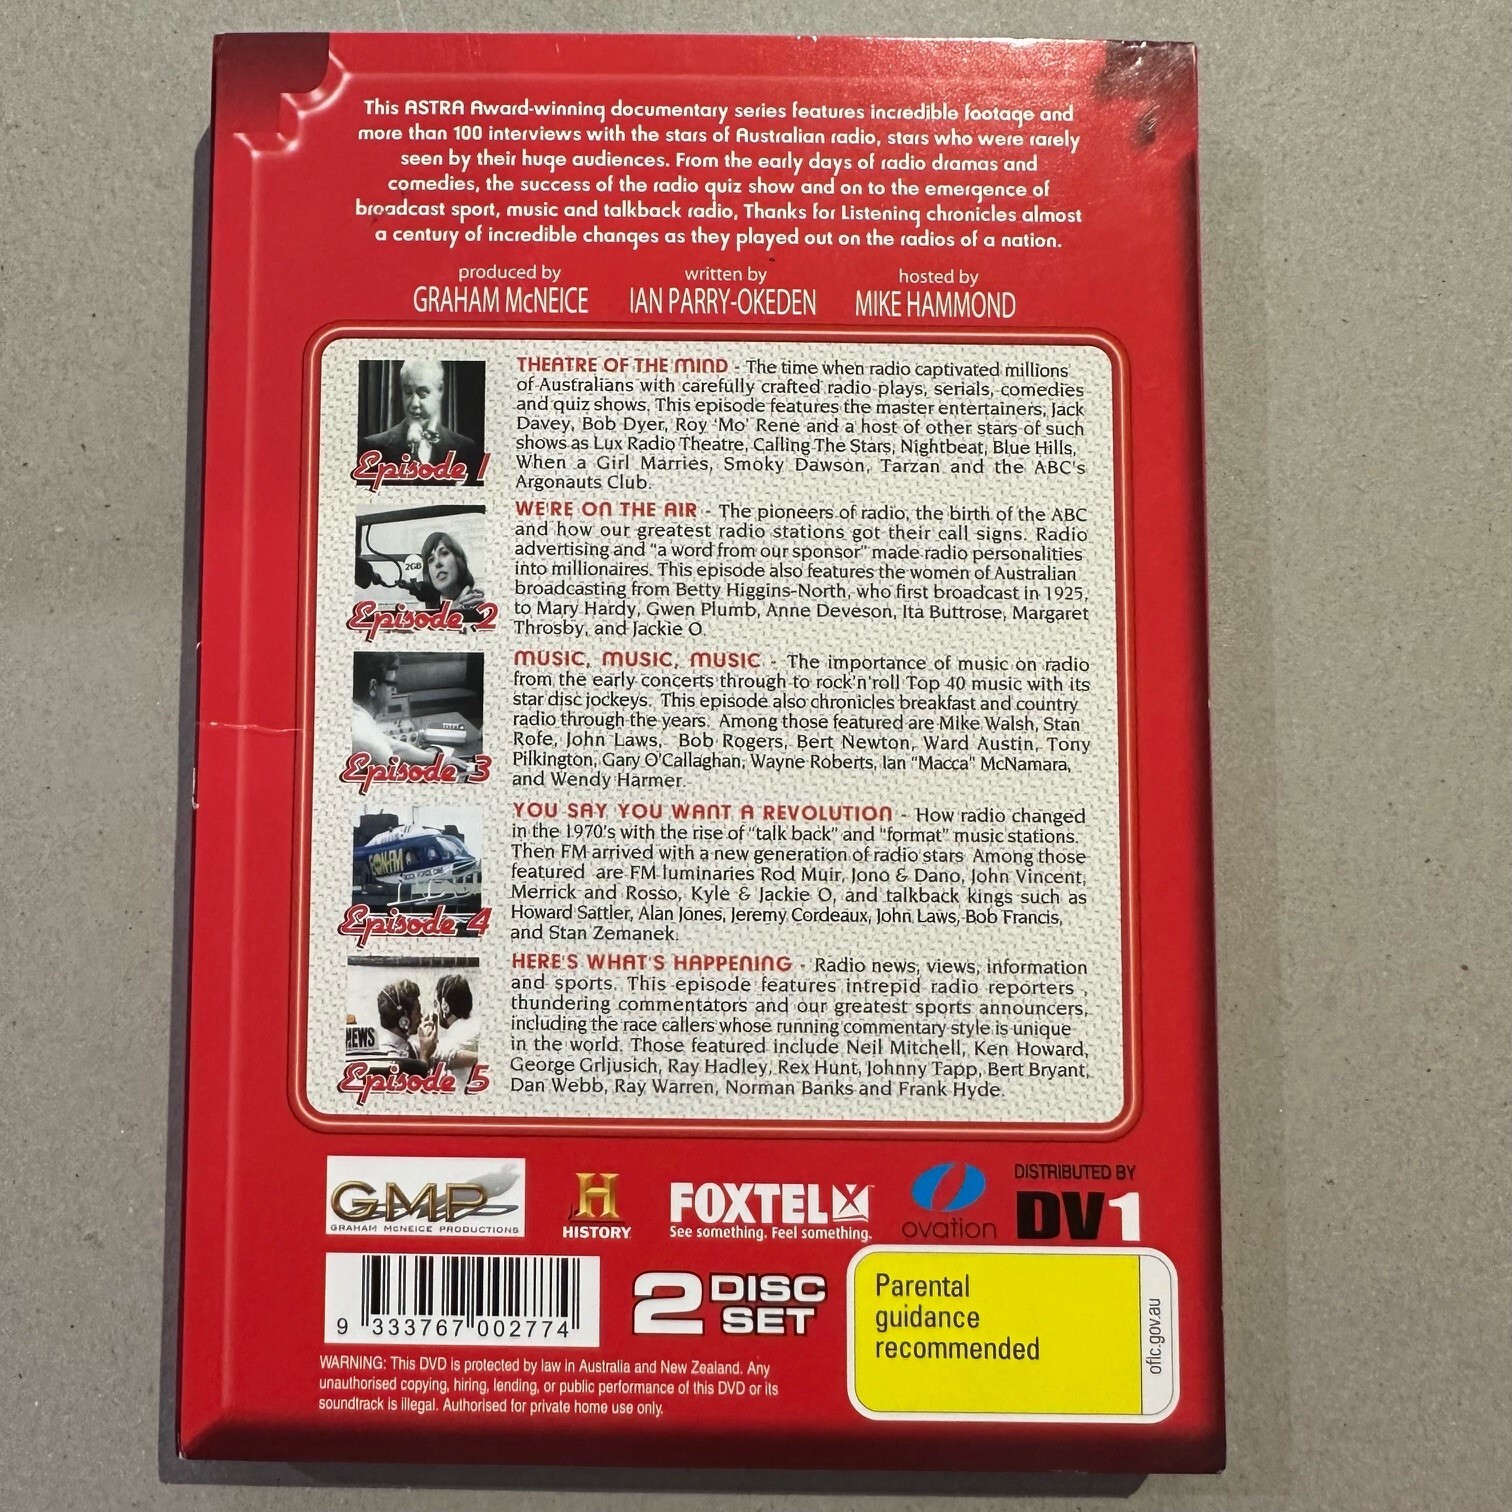 This ASTRA Award-winning documentary series features incredible footage and
more than 100 interviews with the stars of Australian radio, stars who were rarely
seen by their huge audiences. From the early days of radio dramas and
comedies, the success of the radio quiz show and on to the emergence of
broadcast sport, music and talkback radio, Thanks for Listening chronicles almost
a century of incredible changes as they played out on the radios of a nation.
produced by written by hosted by
GRAHAM McNEICE IAN PARRY-OKEDEN MIKE HAMMOND
THEATRE OF THE MIND - The time when radio captivated millions
of Australians with carefully crafted radio plays, serials, comedies
and quiz shows. This episode features the master entertainers, Jack
Davey, Bob Dyer, Roy 'Mo' Rene and a host of other stars of such
shows as Lux Radio Theatre, Calling The Stars, Nightbeat, Blue Hills,
When a Girl Marries, Smoky Dawson, Tarzan and the ABC's
Argonauts Club.
Episode 1
WE'RE ON THE AIR - The pioneers of radio, the birth of the ABC
and how our greatest radio stations got their call signs. Radio
advertising and "a word from our sponsor" made radio personalities
into millionaires. This episode also features the women of Australian
broadcasting from Betty Higgins-North, who first broadcast in 1925,
to Mary Hardy, Gwen Plumb, Anne Deveson, Ita Buttrose, Margaret
Throsby, and Jackie O.
2GB
Episode 2
MUSIC, MUSIC, MUSIC - The importance of music on radio
from the early concerts through to rock'n'roll Top 40 music with its
star disc jockeys. This episode also chronicles breakfast and country
radio through the years. Among those featured are Mike Walsh, Stan
Rofe, John Laws, Bob Rogers, Bert Newton, Ward Austin, Tony
Pilkington, Gary O'Callaghan, Wayne Roberts, Ian "Macca" McNamara,
and Wendy Harmer.
Episode 3
YOU SAY YOU WANT A REVOLUTION - How radio changed
in the 1970's with the rise of "talk back" and "format" music stations.
Then FM arrived with a new generation of radio stars Among those
featured are FM luminaries Rod Muir, Jono & Dano, John Vincent,
Merrick and Rosso, Kyle & Jackie O, and talkback kings such as
Howard Sattler, Alan Jones, Jeremy Cordeaux, John Laws, Bob Francis,
and Stan Zemanek.
Episode 4
HERE'S WHAT'S HAPPENING - Radio news, views, information
and sports. This episode features intrepid radio reporters ,
thundering commentators and our greatest sports announcers,
including the race callers whose running commentary style is unique
in the world. Those featured include Neil Mitchell, Ken Howard,
George Grljusich, Ray Hadley, Rex Hunt, Johnny Tapp, Bert Bryant,
Dan Webb, Ray Warren, Norman Banks and Frank Hyde.
EWS
Episode 5
GMP
GRAHAM McNEICE PRODUCTIONS
H
HISTORY
FOXTEL
See something. Feel something.
ovation
DISTRIBUTED BY
DV1
9 333767 002774
2 DISC SET
Parental
guidance
recommended
oflc.gov.au
WARNING: This DVD is protected by law in Australia and New Zealand. Any
unauthorised copying, hiring, lending, or public performance of this DVD or its
soundtrack is illegal. Authorised for private home use only.